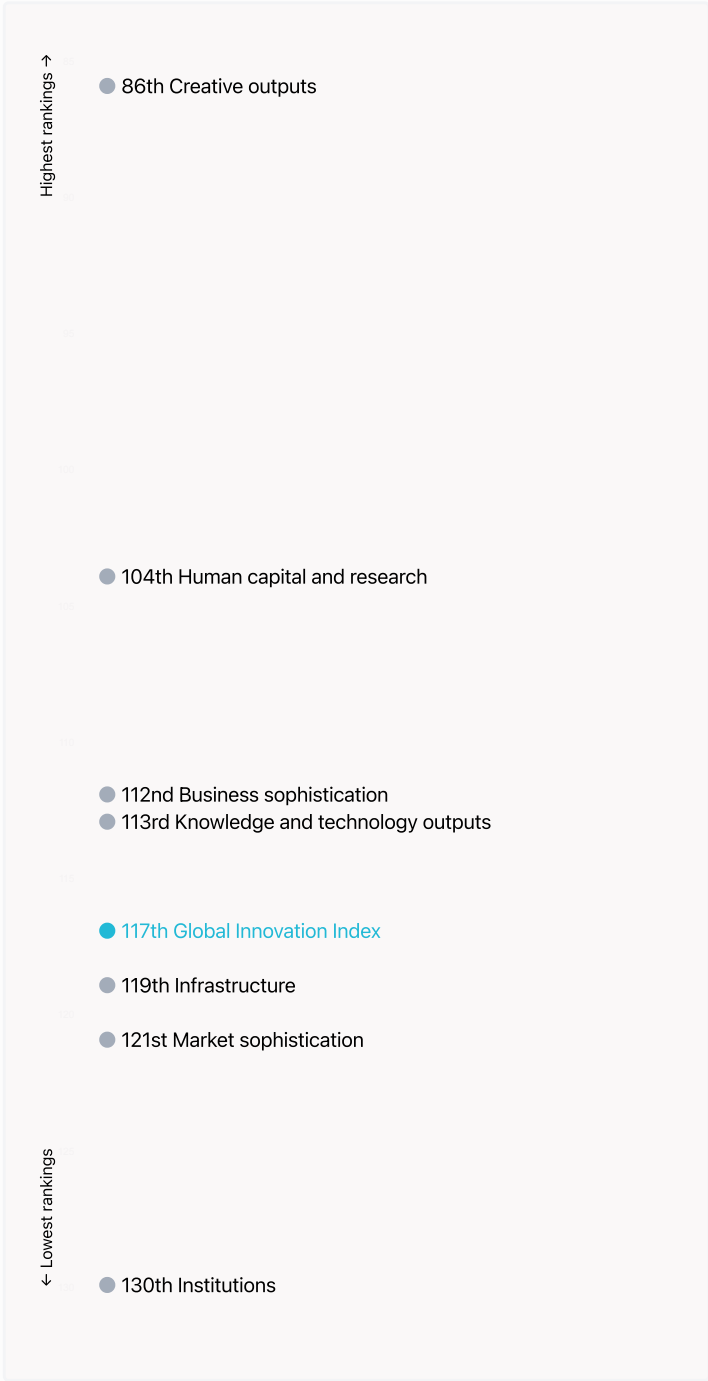 Highest rankings →
86th Creative outputs
104th Human capital and research
112nd Business sophistication
113rd Knowledge and technology outputs
117th Global Innovation Index
119th Infrastructure
121st Market sophistication
← Lowest rankings
130th Institutions